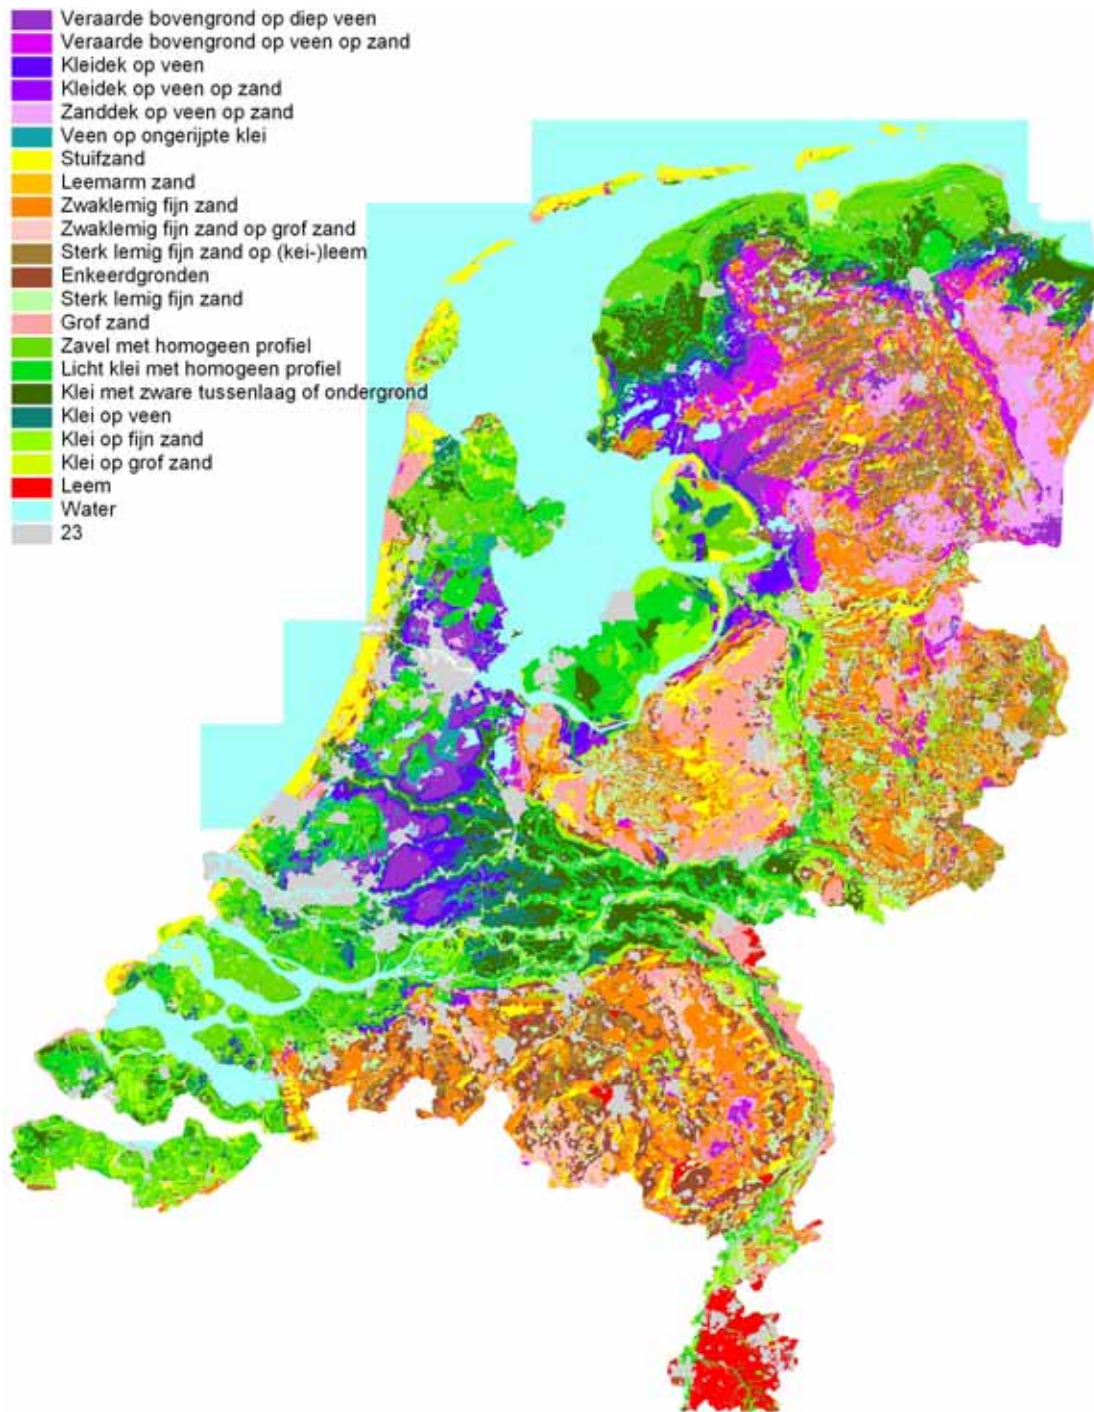 Veraarde bovengrond op diep veen
Veraarde bovengrond op veen op zand
Kleidek op veen
Kleidek op veen op zand
Zanddek op veen op zand
Veen op ongerijpte klei
Stuifzand
Leemarm zand
Zwaklemig fijn zand
Zwaklemig fijn zand op grof zand
Sterk lemig fijn zand op (kei-)leem
Enkeerdgronden
Sterk lemig fijn zand
Grof zand
Zavel met homogeen profiel
Licht klei met homogeen profiel
Klei met zware tussenlaag of ondergrond
Klei op veen
Klei op fijn zand
Klei op grof zand
Leem
Water
23